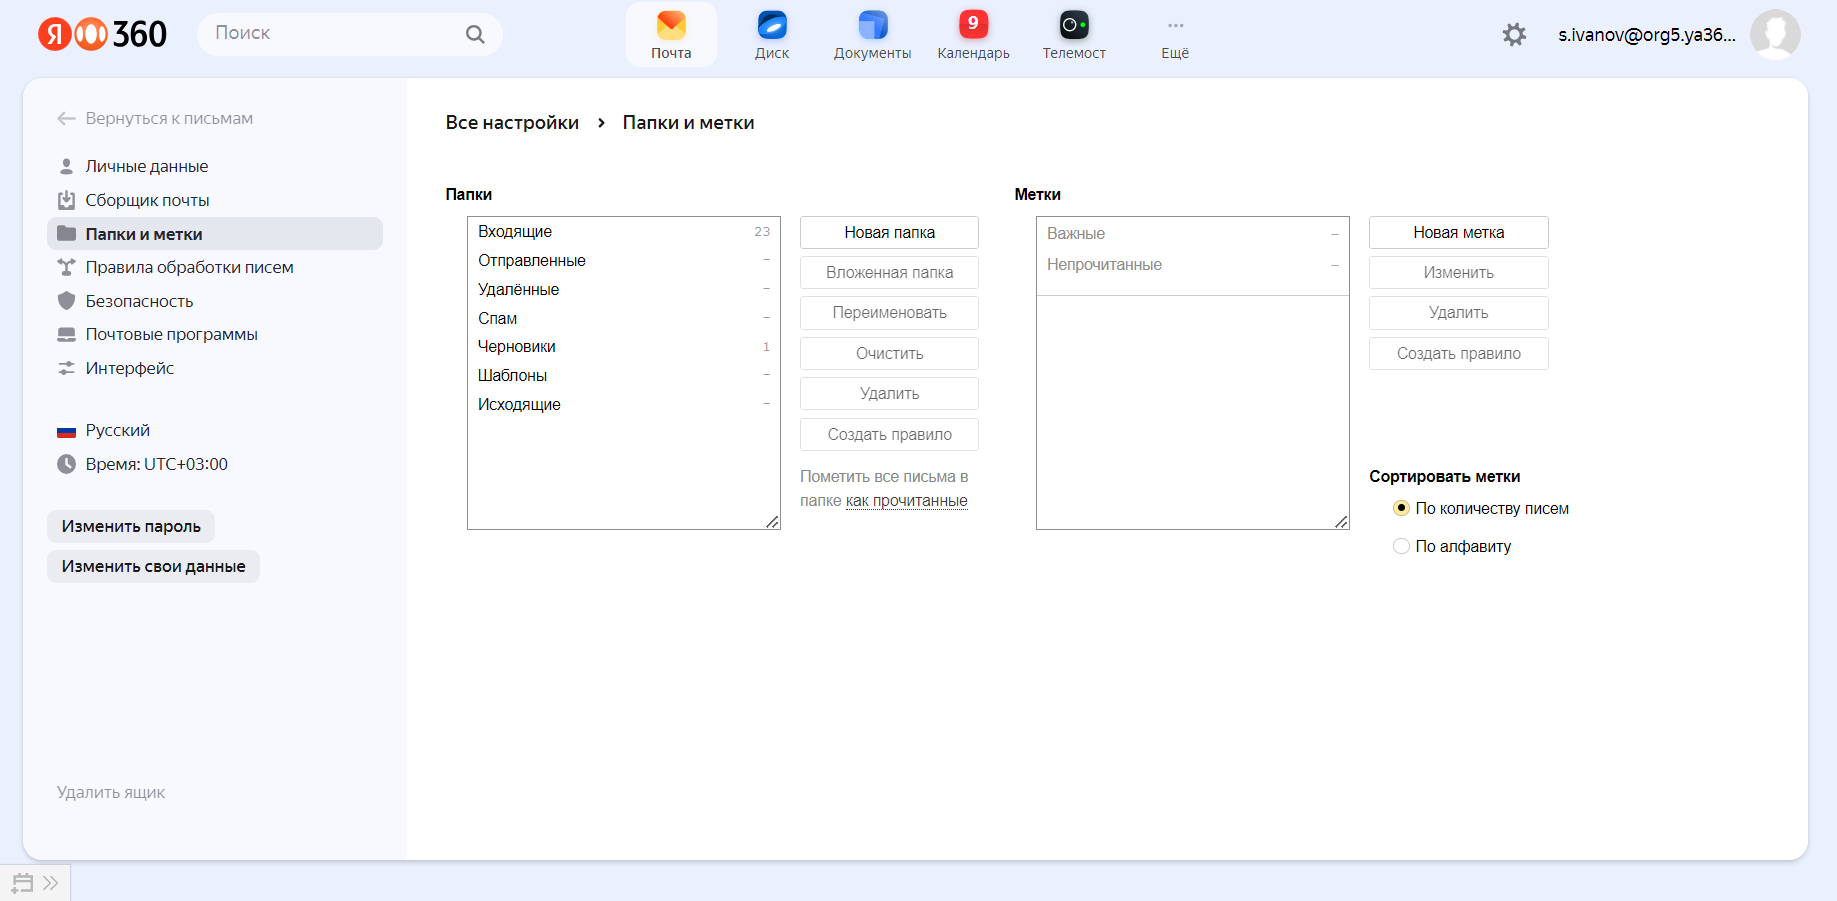 Я 360
Поиск
Почта
Диск
Документы
9
Календарь
Телемост
Ещё
s.ivanov@org5.ya36...
Вернуться к письмам
Личные данные
Сборщик почты
Папки и метки
Правила обработки писем
Безопасность
Почтовые программы
Интерфейс
Русский
Время: UTC+03:00
Изменить пароль
Изменить свои данные
Удалить ящик
Все настройки › Папки и метки
Папки
Входящие 23
Отправленные –
Удалённые –
Спам –
Черновики 1
Шаблоны –
Исходящие –
Новая папка
Вложенная папка
Переименовать
Очистить
Удалить
Создать правило
Пометить все письма в
папке как прочитанные
Метки
Важные –
Непрочитанные –
Новая метка
Изменить
Удалить
Создать правило
Сортировать метки
По количеству писем
По алфавиту